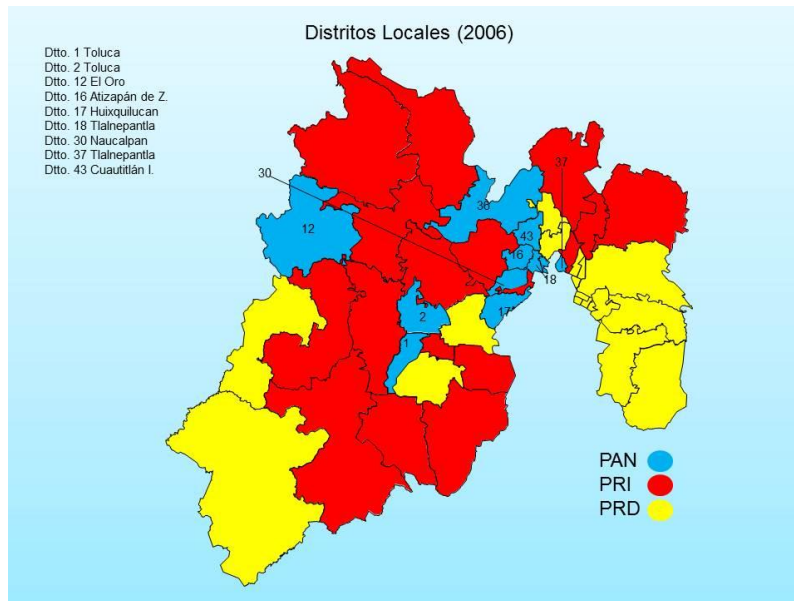 Distritos Locales (2006)
Dtto. 1 Toluca
Dtto. 2 Toluca
Dtto. 12 El Oro
Dtto. 16 Atizapán de Z.
Dtto. 17 Huixquilucan
Dtto. 18 Tlalnepantla
Dtto. 30 Naucalpan
Dtto. 37 Tlalnepantla
Dtto. 43 Cuautitlán I.
37
30
38
12
43
16
18
17
2
1
PAN
PRI
PRD